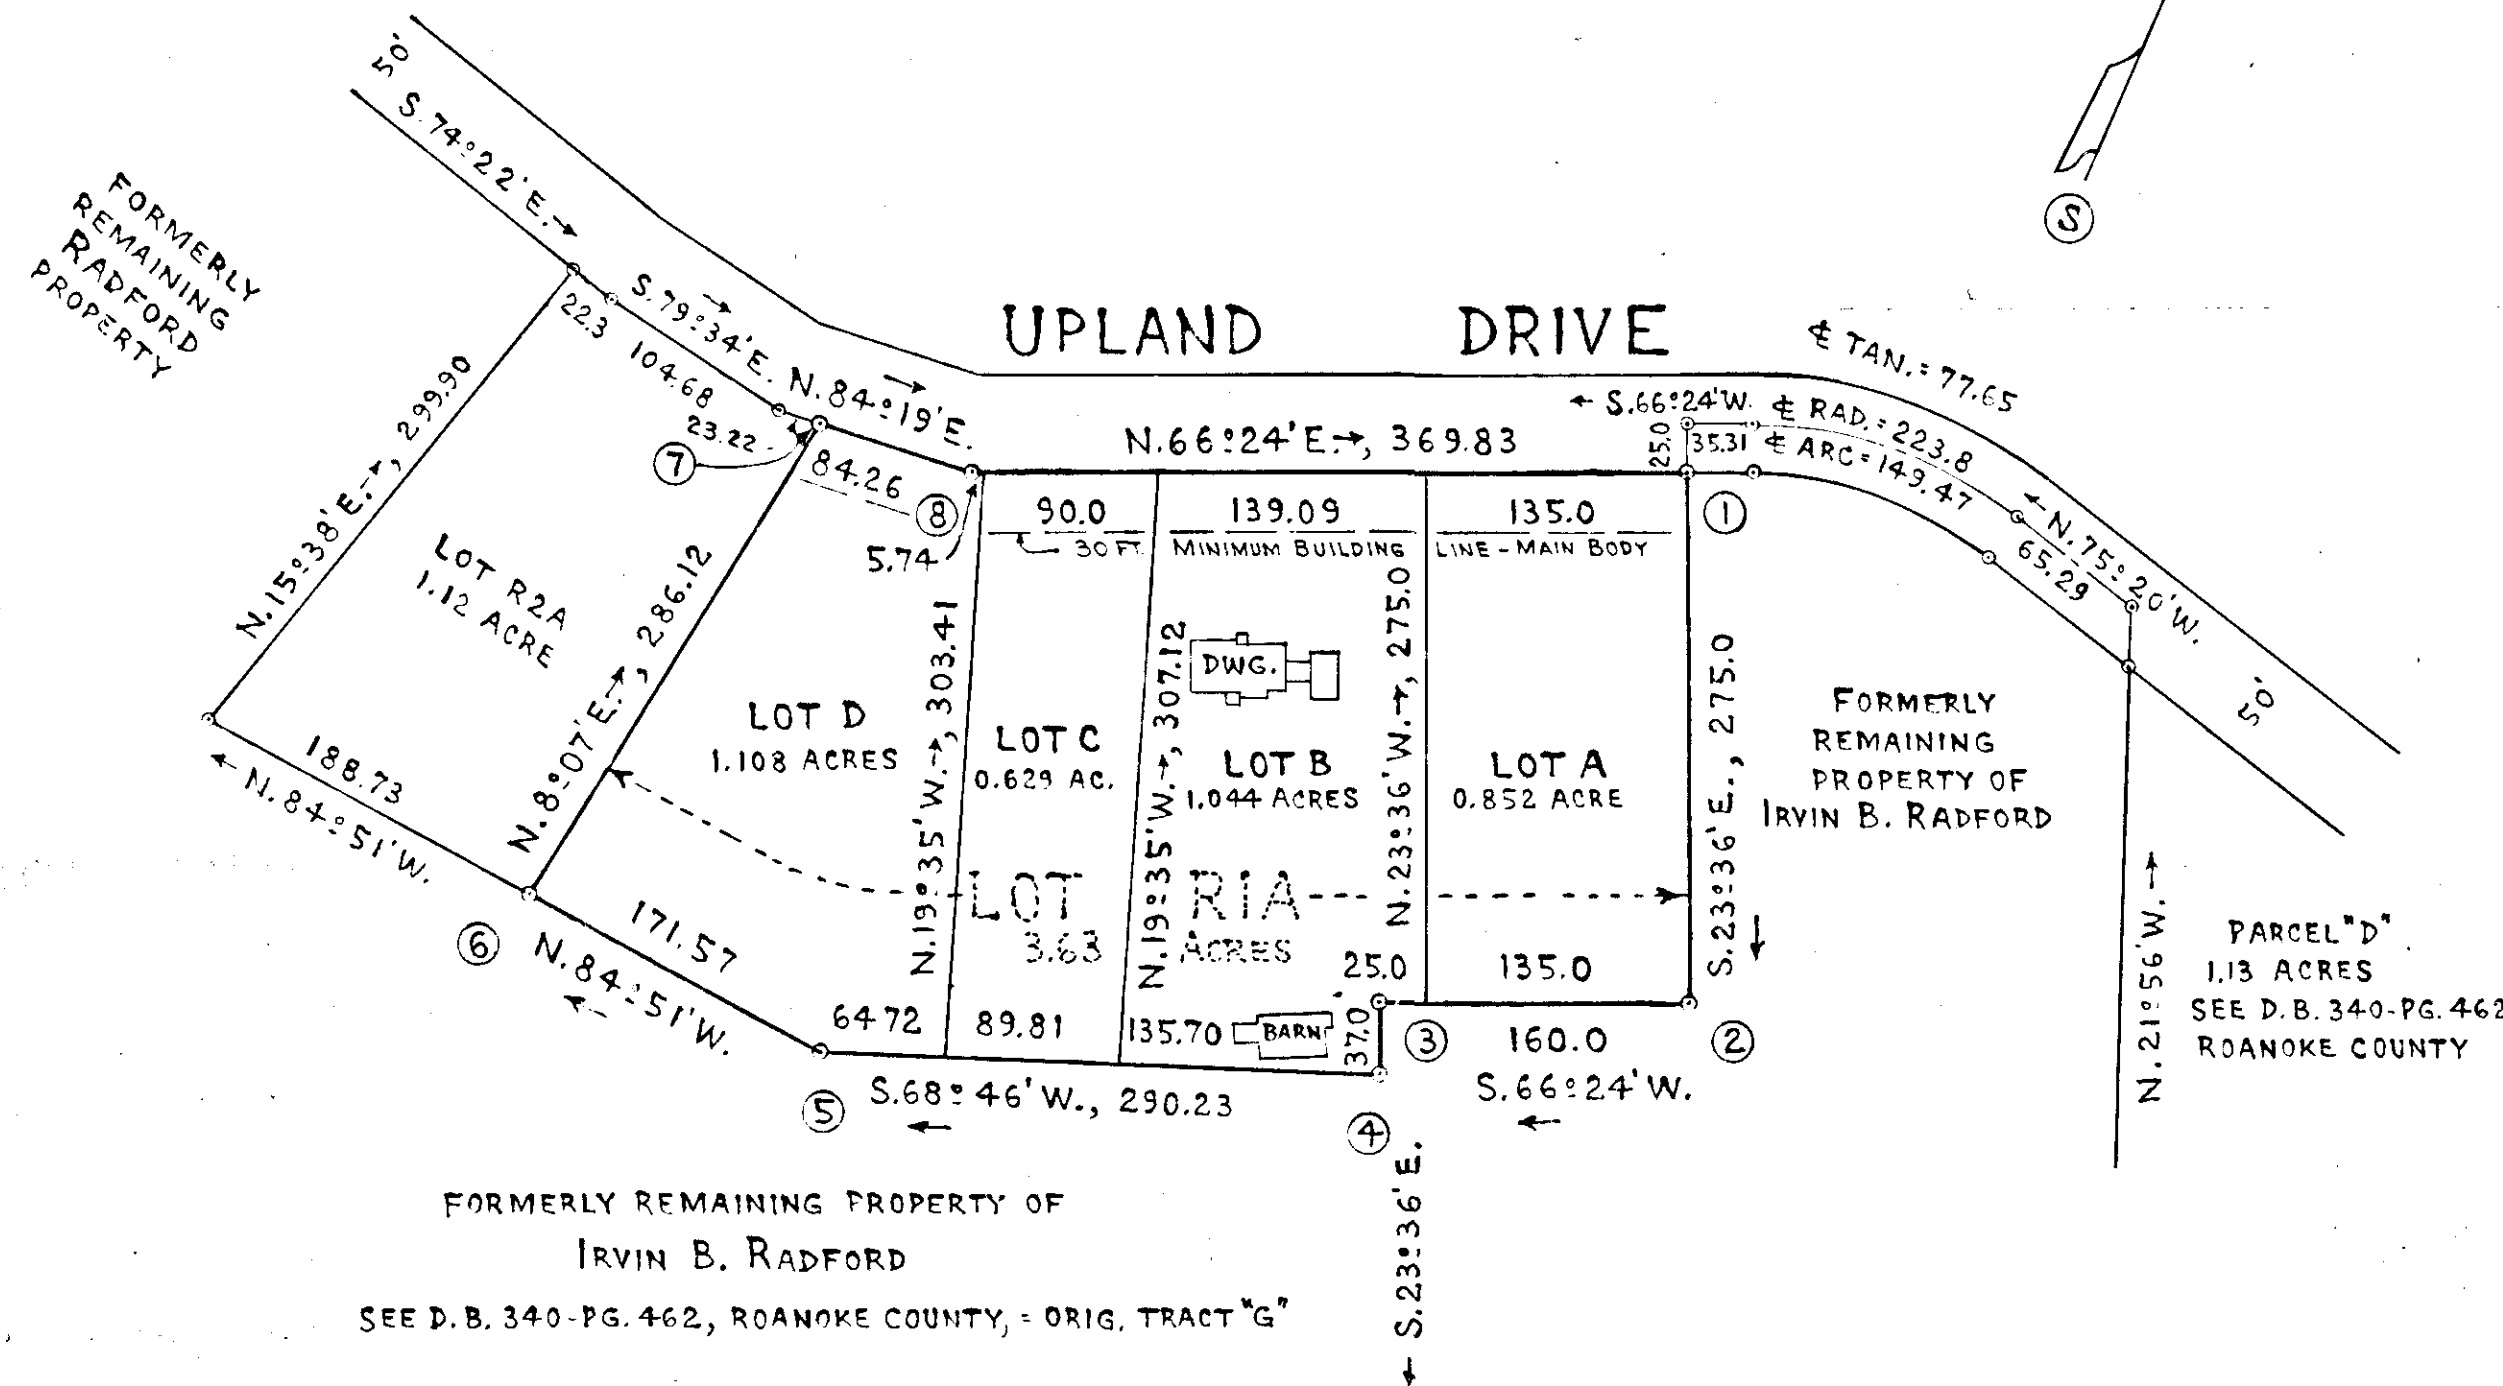 50'
S.74°22'E.→
FORMERLY
REMAINING
RADFORD
PROPERTY
S
S.79°34'E.
22.3
104.68
N.84°19'E.
23.22
84.26
7
8
5.74
UPLAND DRIVE
℄ TAN.= 77.65
← S.66°24'W.
℄ RAD.= 223.8
25.0
35.31
℄ ARC=149.47
N.66°24'E.→, 369.83
←N.75°20'W.
65.29
50'
1
90.0
139.09
135.0
30 FT. MINIMUM BUILDING LINE - MAIN BODY
N.15°38'E.→, 299.90
LOT R2A
1.12 ACRE
N.8°07'E.→, 286.12
188.73
← N.84°51'W.
LOT D
1.108 ACRES
N.19°35'W.→, 303.41
LOT C
0.629 AC.
N.19°35'W.→, 307.12
DWG.
LOT B
1.044 ACRES
N.23°36'W.→, 275.0
LOT A
0.852 ACRE
S.23°36'E., 275.0
FORMERLY
REMAINING
PROPERTY OF
IRVIN B. RADFORD
N.21°56'W.→
PARCEL "D"
1.13 ACRES
SEE D.B. 340-PG. 462
ROANOKE COUNTY
LOT R1A
3.63 ACRES
6
171.57
N.84°51'W.
64.72
89.81
135.70
BARN
25.0
37.0
135.0
3
160.0
2
S.66°24'W.
5
S.68°46'W., 290.23
4
← S.23°36'E.
FORMERLY REMAINING PROPERTY OF
IRVIN B. RADFORD
SEE D.B. 340-PG. 462, ROANOKE COUNTY, = ORIG. TRACT "G"